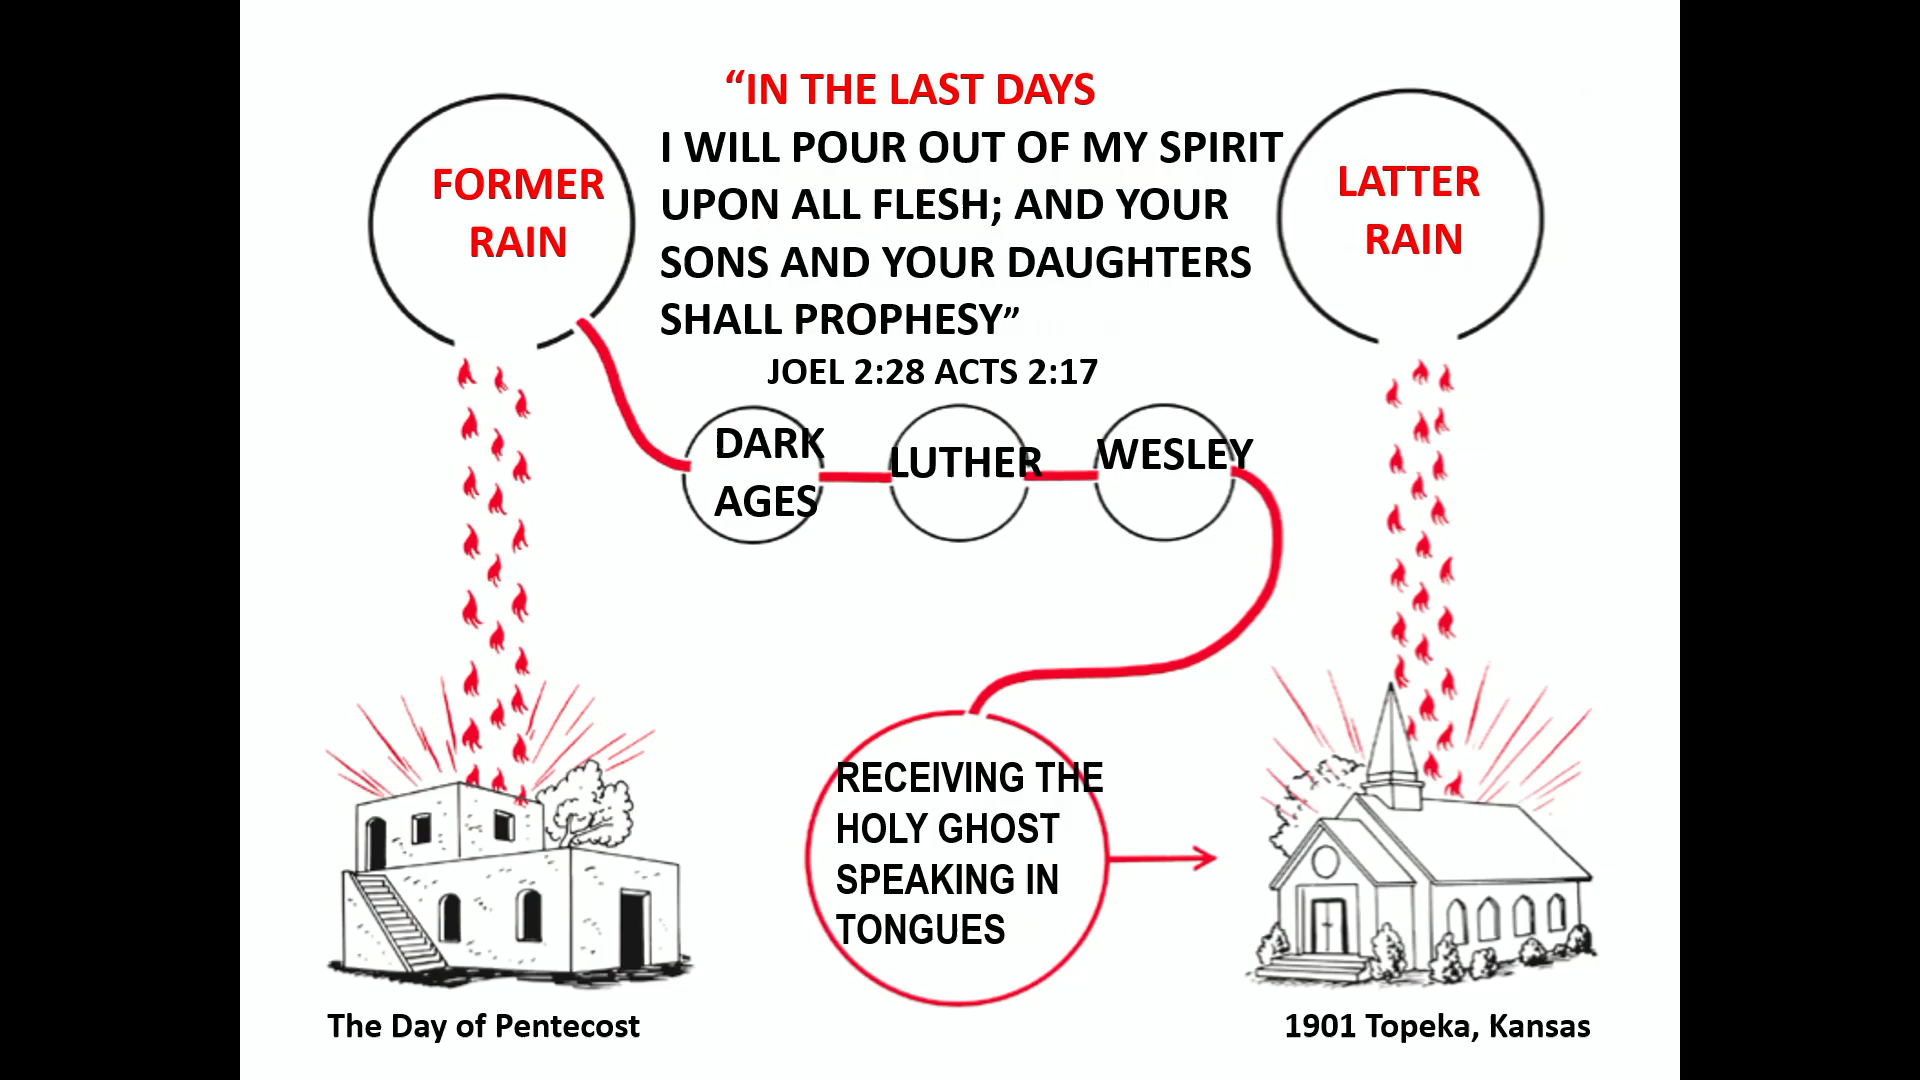 “IN THE LAST DAYS
I WILL POUR OUT OF MY SPIRIT
UPON ALL FLESH; AND YOUR
SONS AND YOUR DAUGHTERS
SHALL PROPHESY”
JOEL 2:28 ACTS 2:17
FORMER
RAIN
LATTER
RAIN
DARK
AGES
LUTHER
WESLEY
RECEIVING THE
HOLY GHOST
SPEAKING IN
TONGUES
The Day of Pentecost
1901 Topeka, Kansas